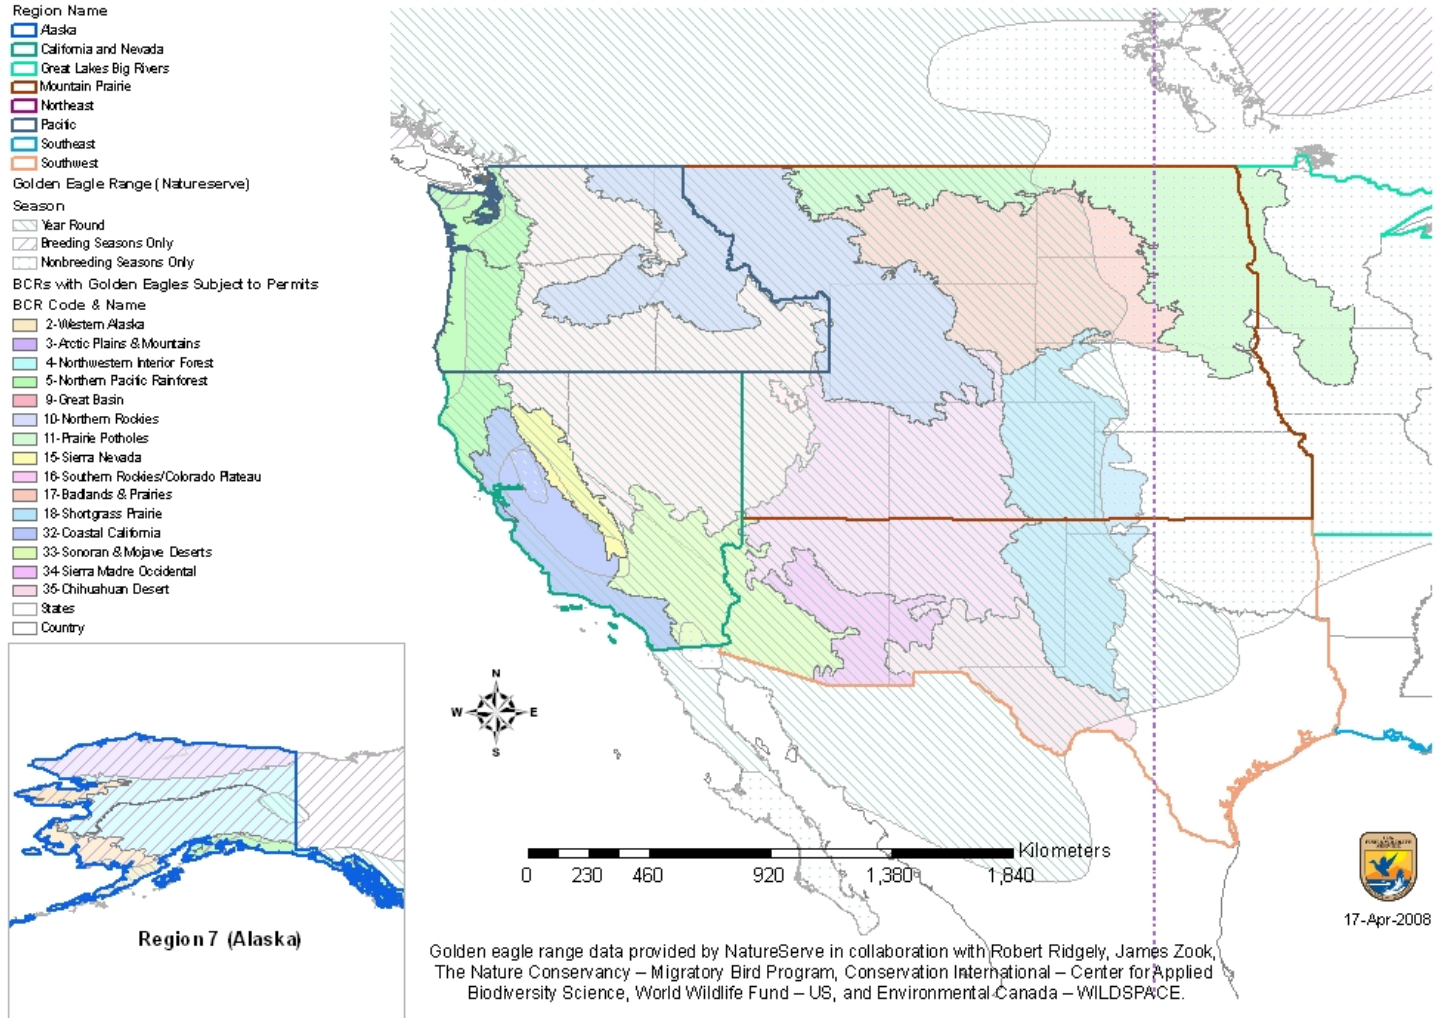 Region Name
Alaska
California and Nevada
Great Lakes Big Rivers
Mountain Prairie
Northeast
Pacific
Southeast
Southwest
Golden Eagle Range (Natureserve)
Season
Year Round
Breeding Seasons Only
Nonbreeding Seasons Only
BCRs with Golden Eagles Subject to Permits
BCR Code & Name
2-Western Alaska
3-Arctic Plains & Mountains
4-Northwestern Interior Forest
5-Northern Pacific Rainforest
9-Great Basin
10-Northern Rockies
11-Prairie Potholes
15-Sierra Nevada
16-Southern Rockies/Colorado Plateau
17-Badlands & Prairies
18-Shortgrass Prairie
32-Coastal California
33-Sonoran & Mojave Deserts
34-Sierra Madre Occidental
35-Chihuahuan Desert
States
Country
Region 7 (Alaska)
N
W E
S
Kilometers
0 230 460 920 1,380 1,840
17-Apr-2008
Golden eagle range data provided by NatureServe in collaboration with Robert Ridgely, James Zook,
The Nature Conservancy – Migratory Bird Program, Conservation International – Center for Applied
Biodiversity Science, World Wildlife Fund – US, and Environmental Canada – WILDSPACE.